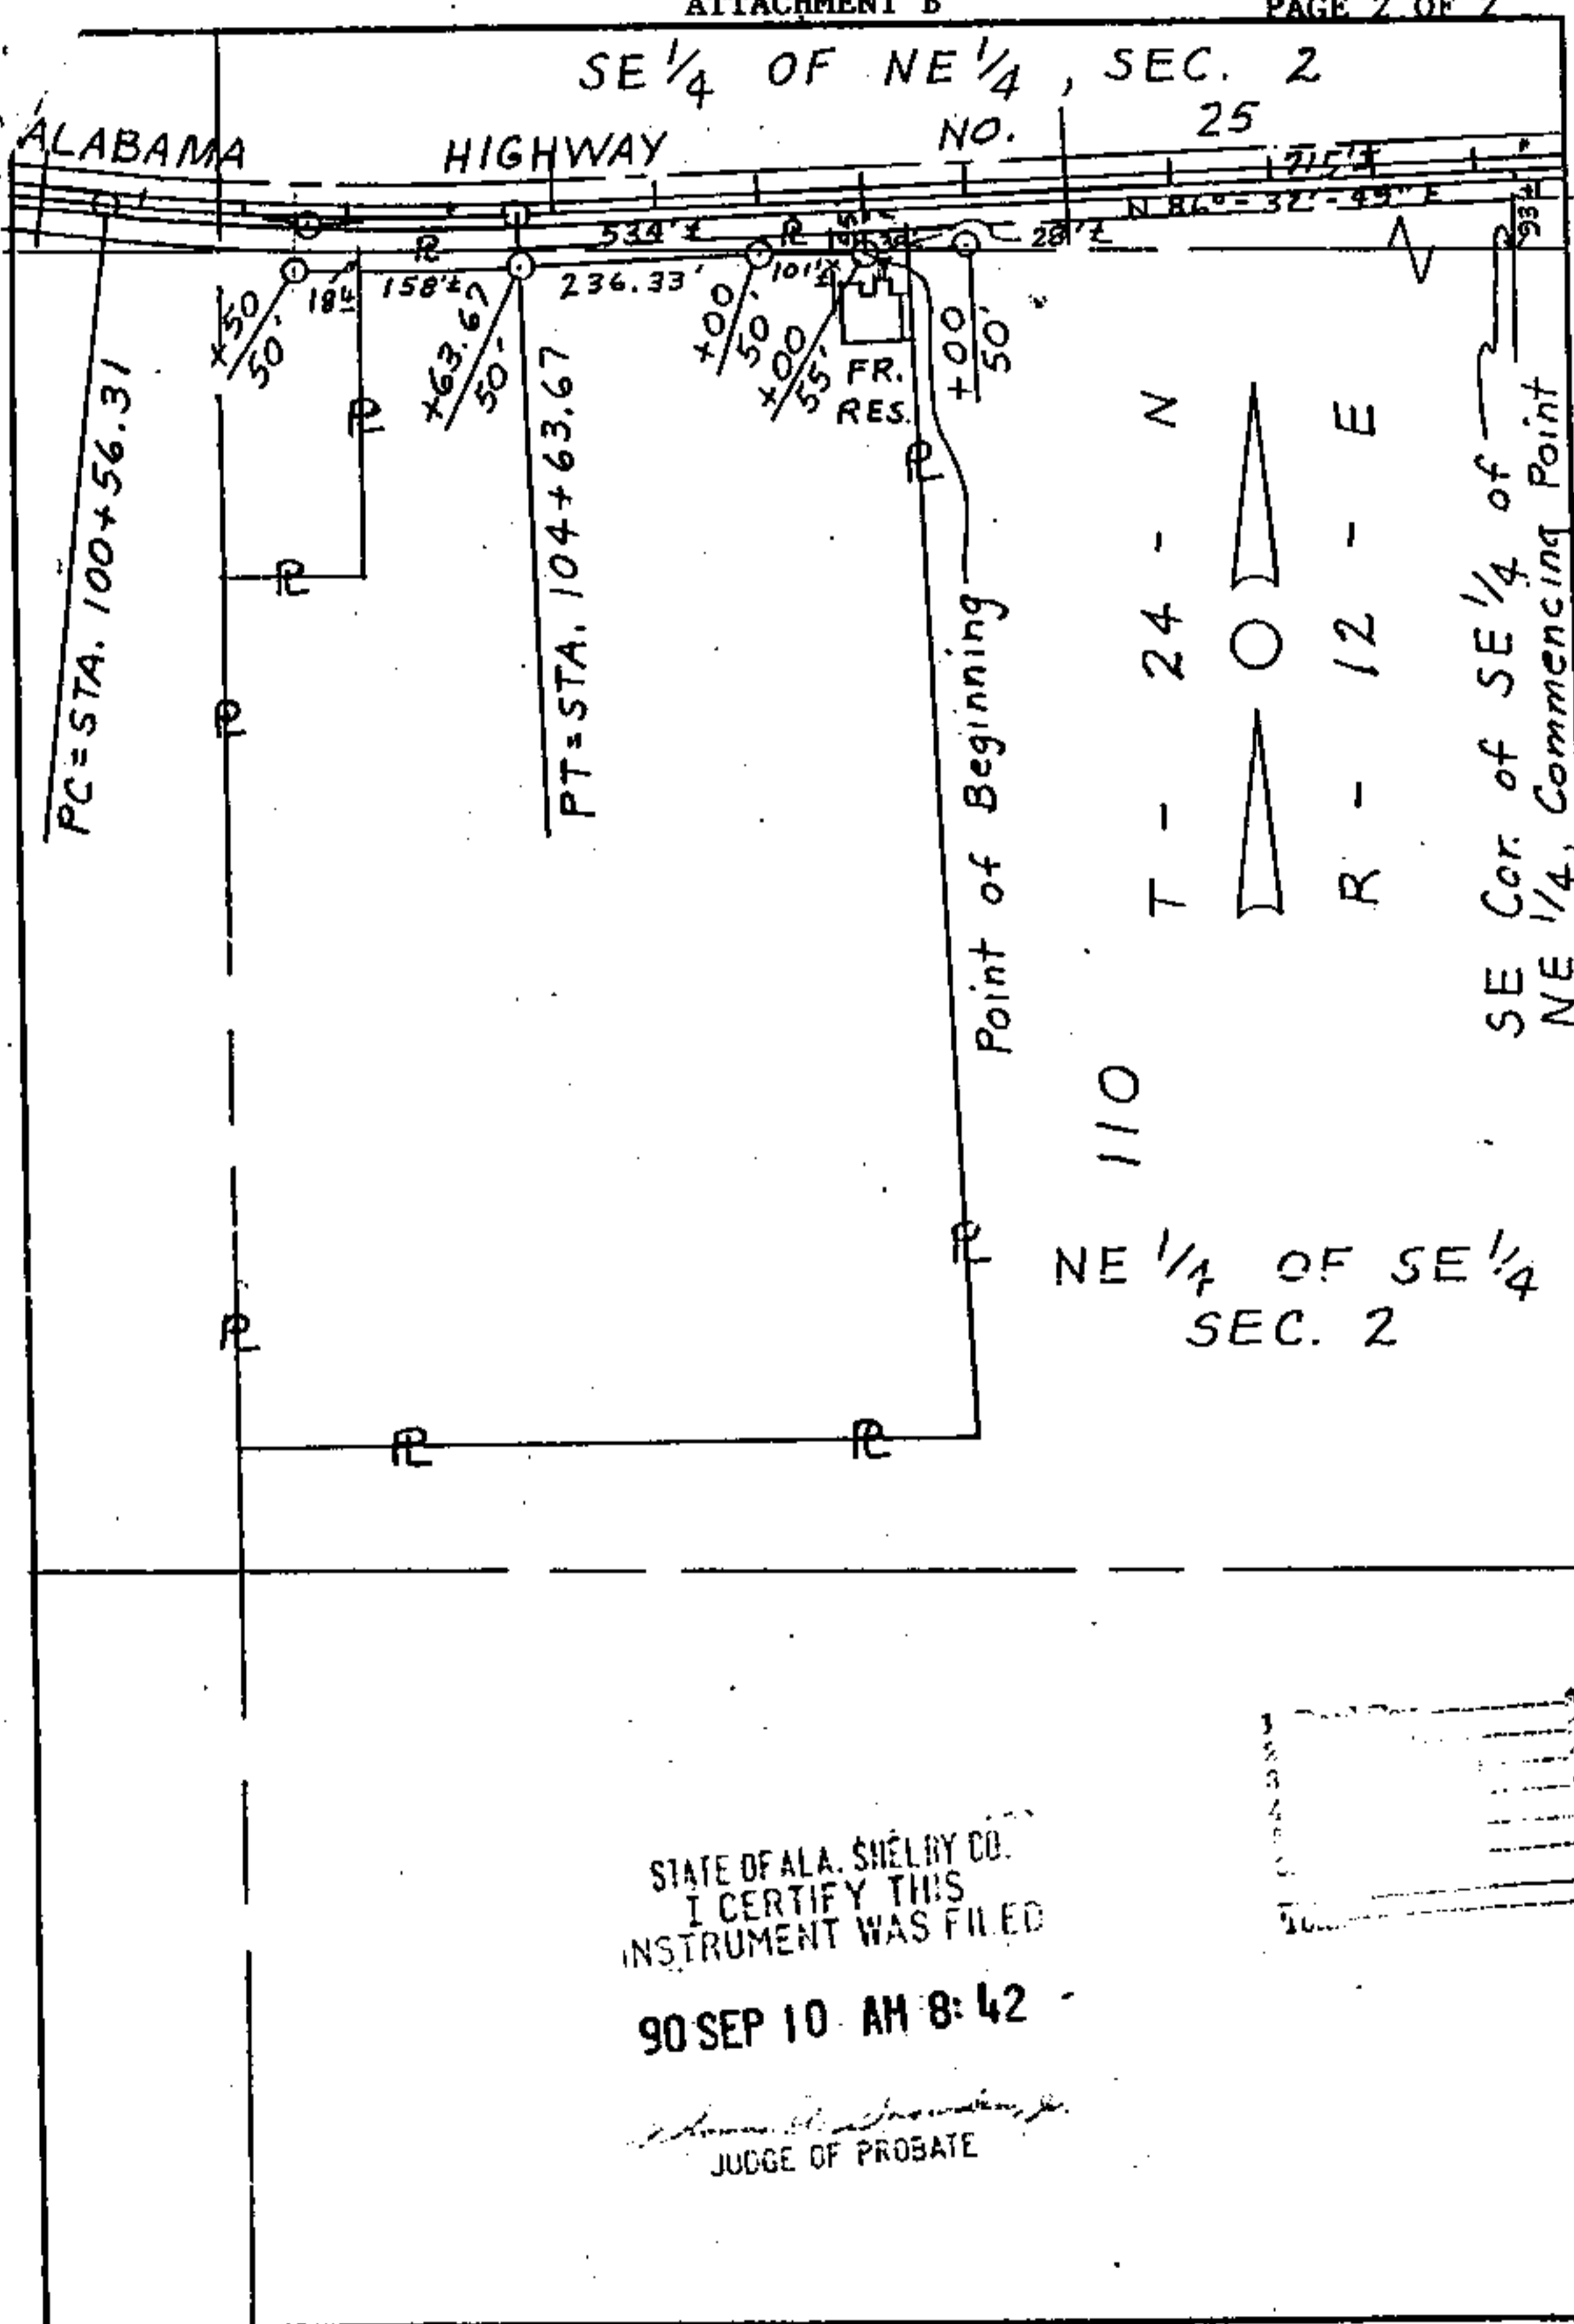 ATTACHMENT B
PAGE 2 OF 2
SE 1/4 OF NE 1/4, SEC. 2
ALABAMA HIGHWAY NO. 25
715'±
N 86°-32'-49" E
93'±
534'±
28'±
18'±
158'±
236.33'
101'±
+50
50'
+63.67
50'
+00
50'
+00
55'
+00
50'
FR.
RES.
PC=STA. 100+56.31
PT=STA. 104+63.67
Point of Beginning
T - 24 - N
R - 12 - E
SE Cor. of SE 1/4 of
NE 1/4, Commencing Point
110
NE 1/4 OF SE 1/4
SEC. 2
STATE OF ALA. SHELBY CO.
I CERTIFY THIS
INSTRUMENT WAS FILED
90 SEP 10 AM 8:42
JUDGE OF PROBATE